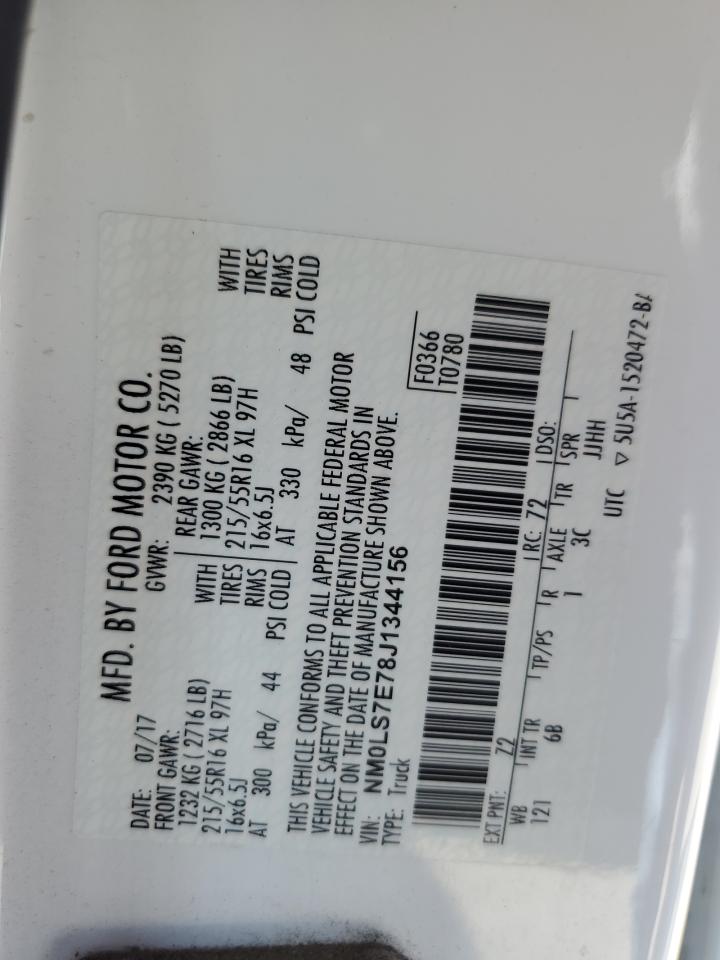 MFD. BY FORD MOTOR CO.
DATE: 07/17 GVWR: 2390 KG ( 5270 LB)
FRONT GAWR: REAR GAWR:
1232 KG ( 2716 LB) WITH 1300 KG ( 2866 LB) WITH
215/55R16 XL 97H TIRES 215/55R16 XL 97H TIRES
16x6.5J RIMS 16x6.5J RIMS
AT 300 kPa/ 44 PSI COLD AT 330 kPa/ 48 PSI COLD
THIS VEHICLE CONFORMS TO ALL APPLICABLE FEDERAL MOTOR
VEHICLE SAFETY AND THEFT PREVENTION STANDARDS IN
EFFECT ON THE DATE OF MANUFACTURE SHOWN ABOVE.
VIN: NM0LS7E78J1344156
TYPE: Truck
F0366
T0780
EXT PNT: 72 RC: 72 DSO:
WB INT TR TP/PS R AXLE TR SPR
121 6B 1 3C JJHH
UTC ▽ 5U5A-1520472-BA